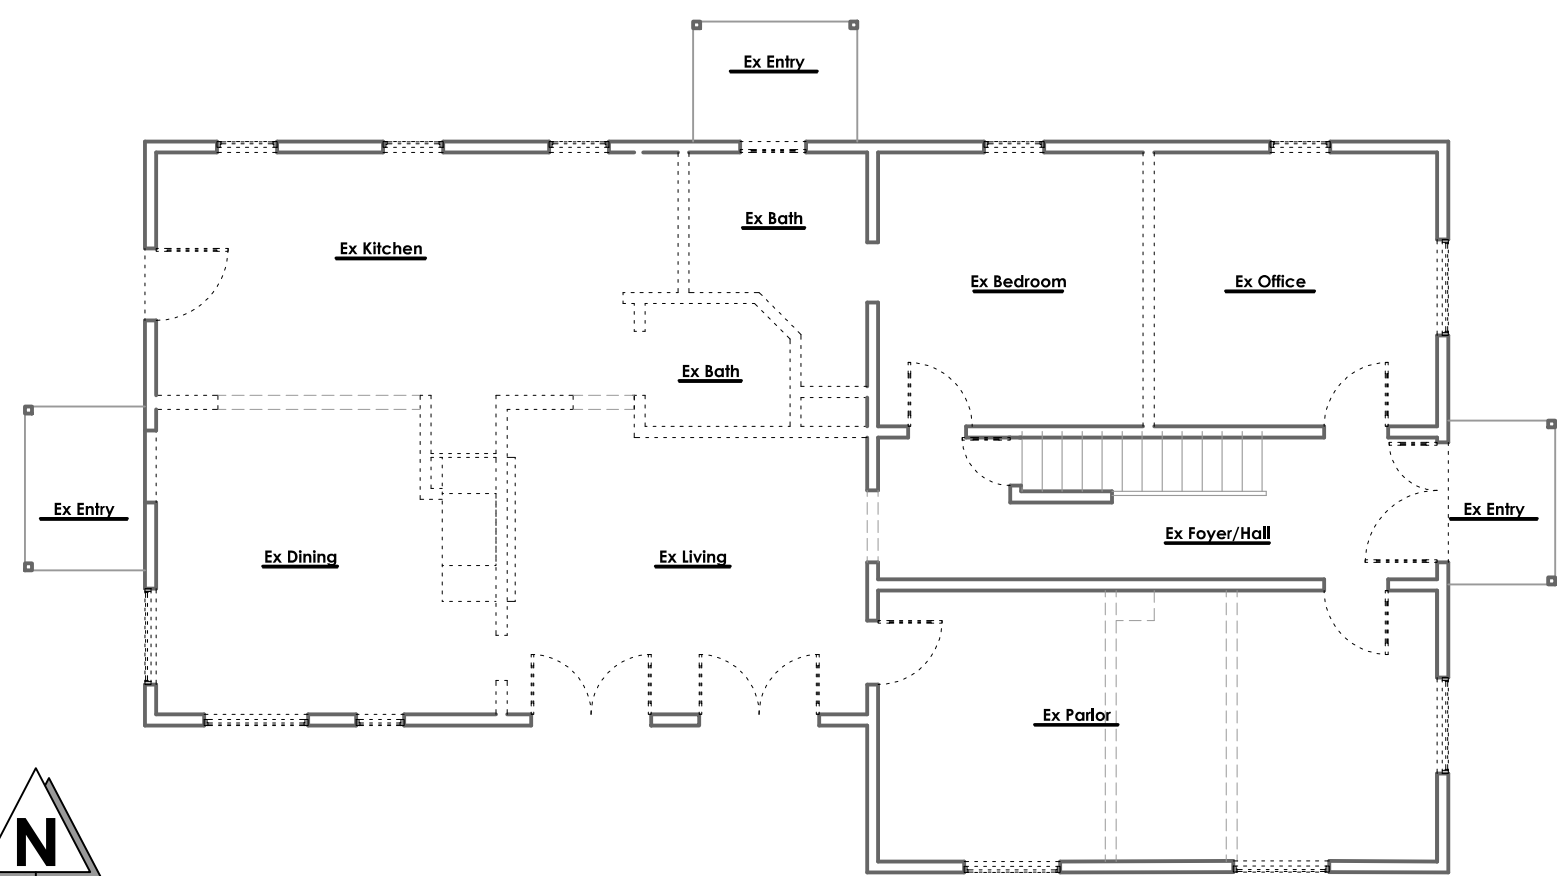 Ex Entry
Ex Bath
Ex Kitchen
Ex Bedroom
Ex Office
Ex Bath
Ex Entry
Ex Entry
Ex Foyer/Hall
Ex Dining
Ex Living
Ex Parlor
N